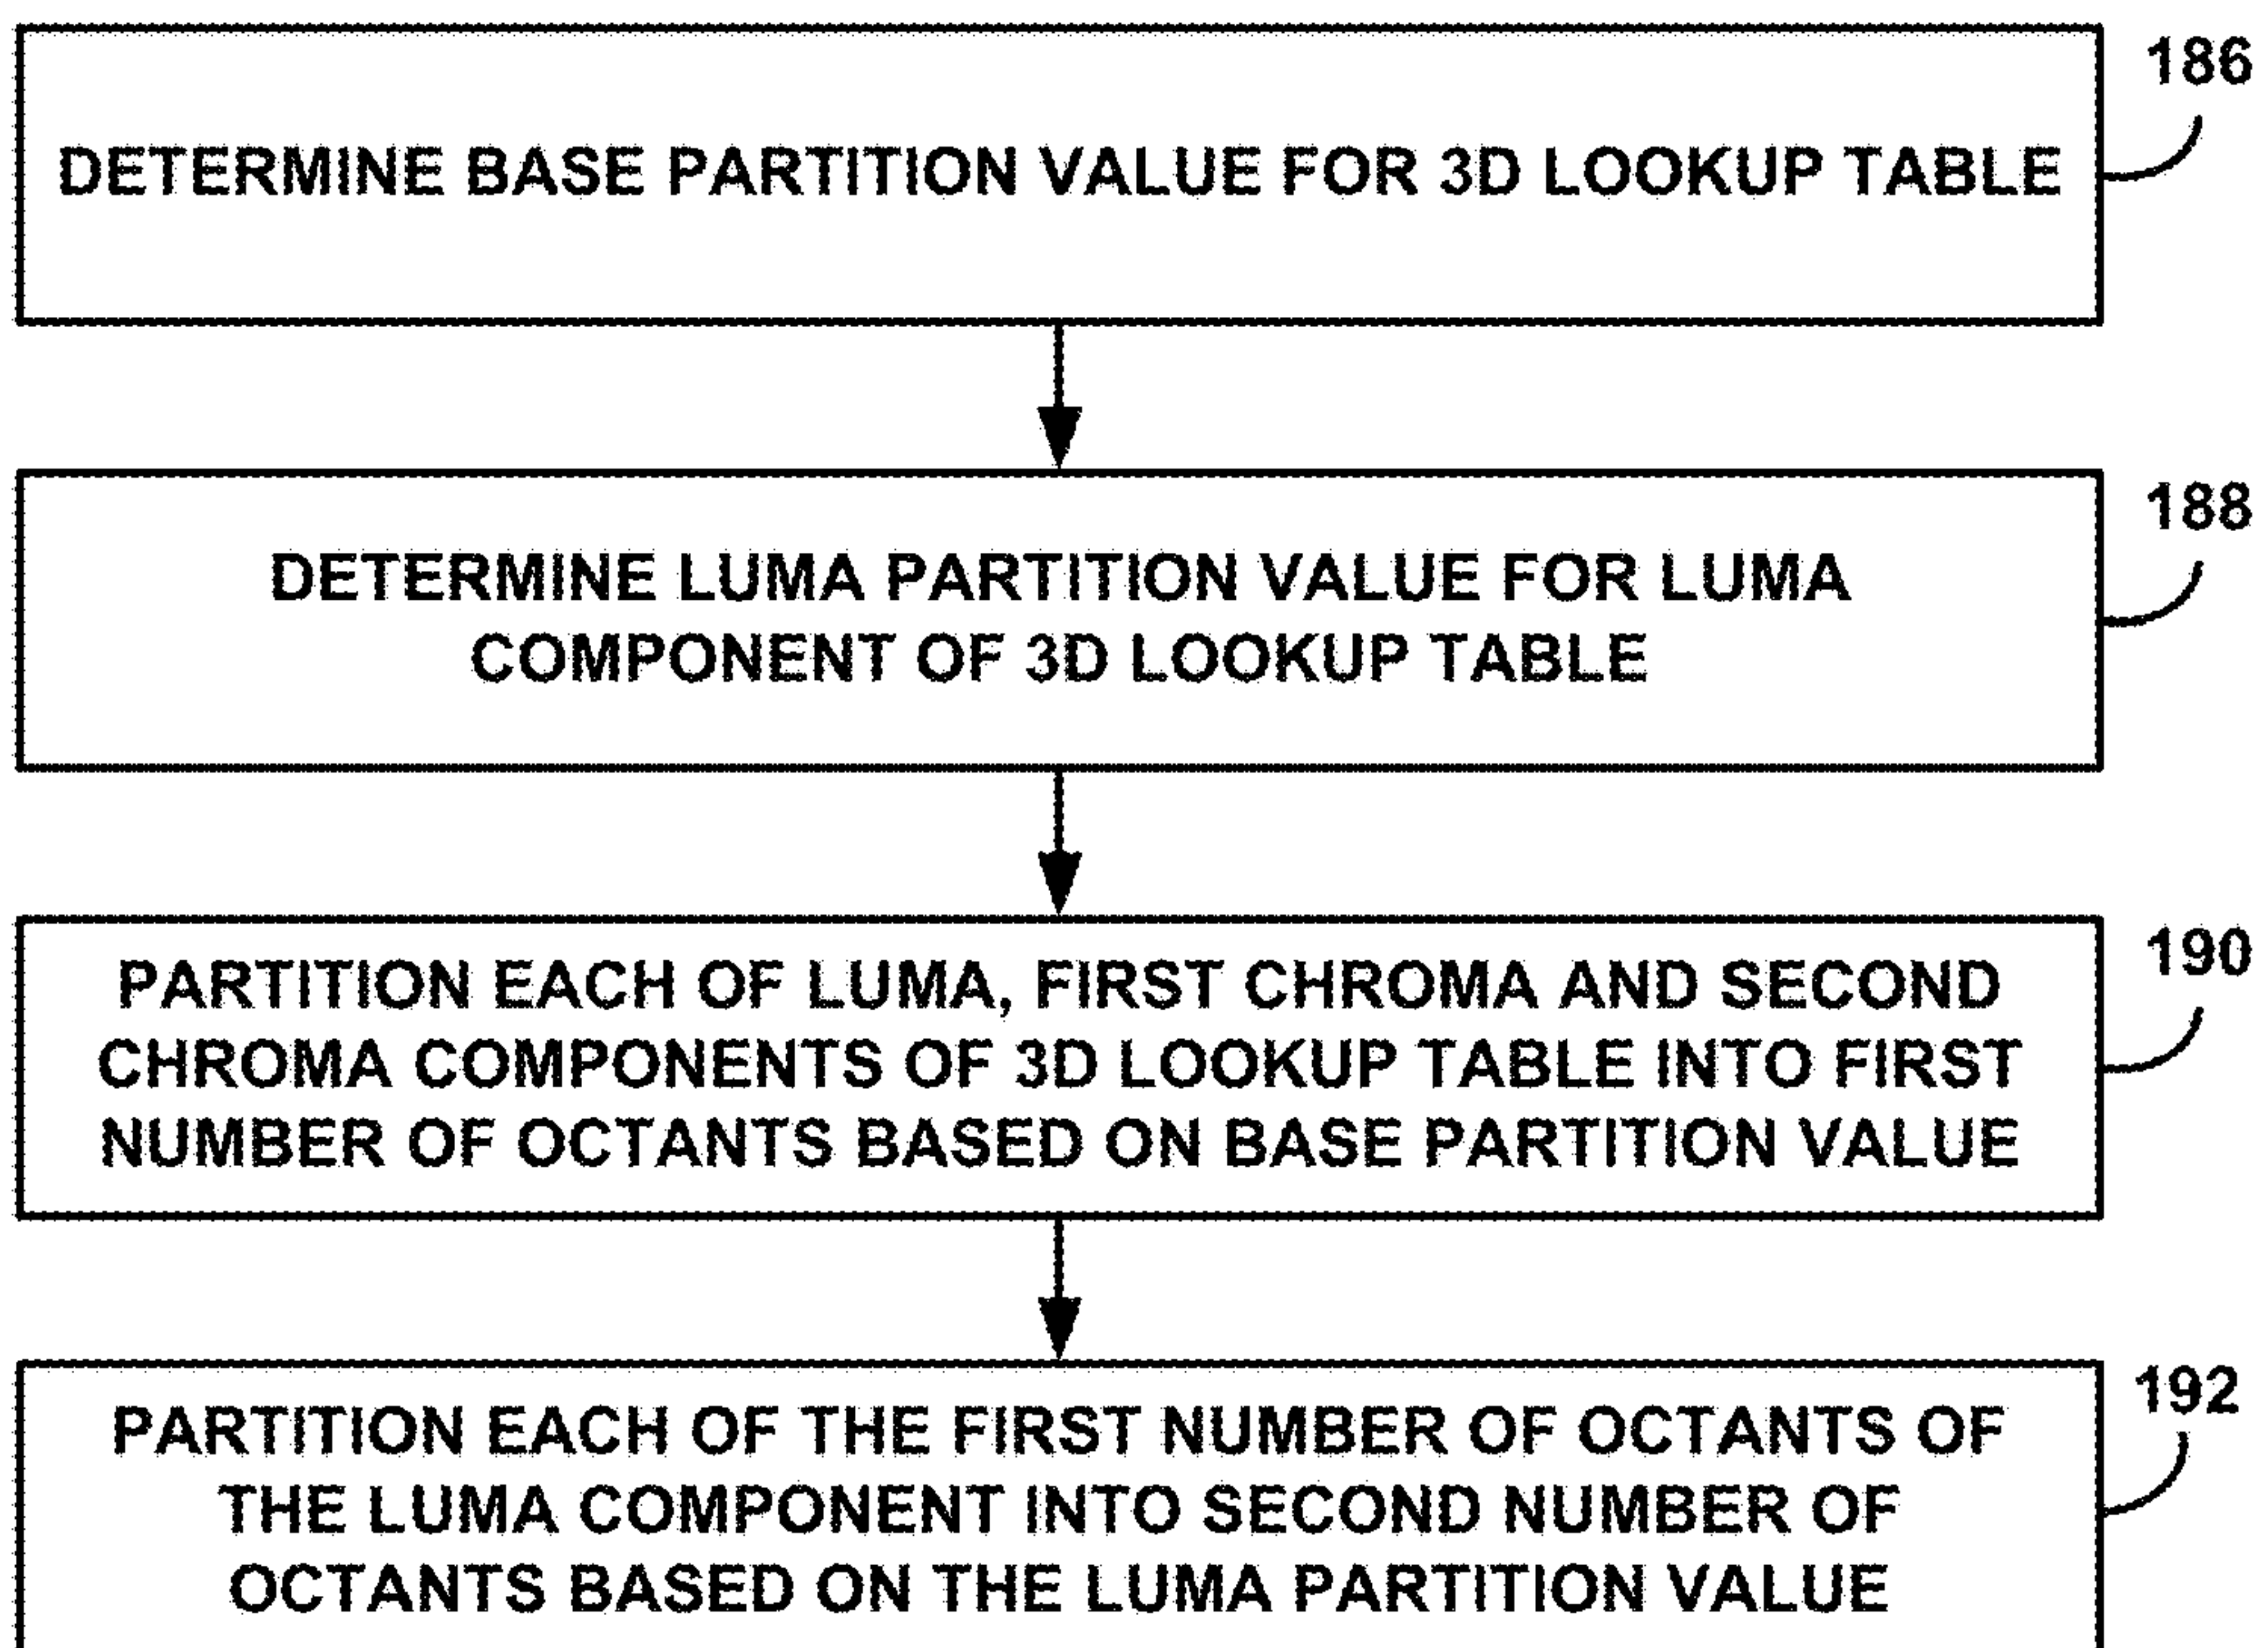 186
DETERMINE BASE PARTITION VALUE FOR 3D LOOKUP TABLE
188
DETERMINE LUMA PARTITION VALUE FOR LUMA
COMPONENT OF 3D LOOKUP TABLE
190
PARTITION EACH OF LUMA, FIRST CHROMA AND SECOND
CHROMA COMPONENTS OF 3D LOOKUP TABLE INTO FIRST
NUMBER OF OCTANTS BASED ON BASE PARTITION VALUE
192
PARTITION EACH OF THE FIRST NUMBER OF OCTANTS OF
THE LUMA COMPONENT INTO SECOND NUMBER OF
OCTANTS BASED ON THE LUMA PARTITION VALUE